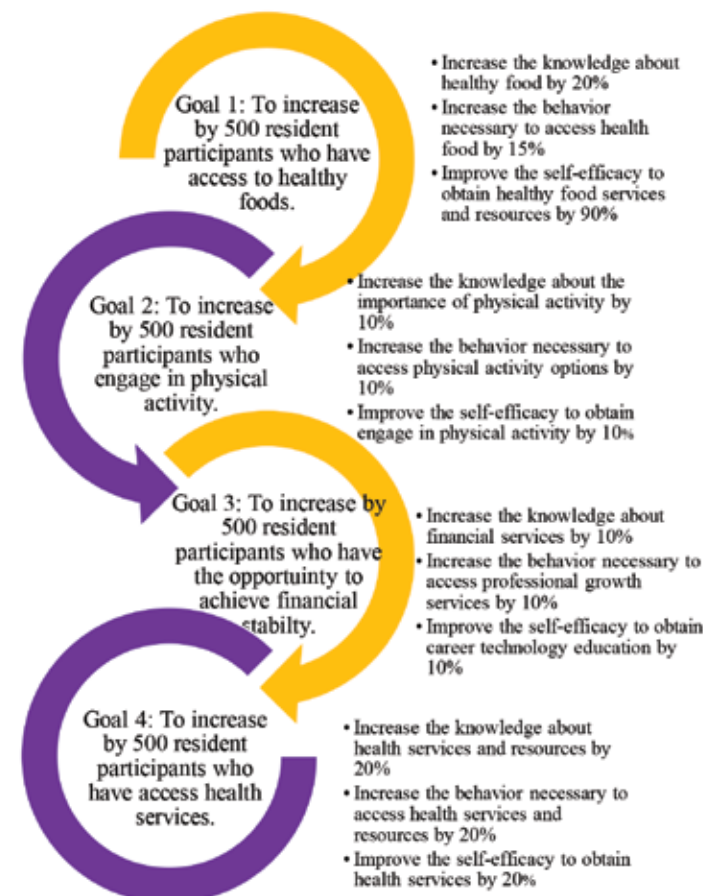 Goal 1: To increase
by 500 resident
participants who have
access to healthy
foods.
• Increase the knowledge about
healthy food by 20%
• Increase the behavior
necessary to access health
food by 15%
• Improve the self-efficacy to
obtain healthy food services
and resources by 90%
Goal 2: To increase
by 500 resident
participants who
engage in physical
activity.
• Increase the knowledge about the
importance of physical activity by
10%
• Increase the behavior necessary to
access physical activity options by
10%
• Improve the self-efficacy to obtain
engage in physical activity by 10%
Goal 3: To increase by
500 resident
participants who have
the opportuinty to
achieve financial
stabilty.
• Increase the knowledge about
financial services by 10%
• Increase the behavior necessary to
access professional growth
services by 10%
• Improve the self-efficacy to obtain
career technology education by
10%
Goal 4: To increase
by 500 resident
participants who
have access health
services.
• Increase the knowledge about
health services and resources by
20%
• Increase the behavior necessary to
access health services and
resources by 20%
• Improve the self-efficacy to obtain
health services by 20%